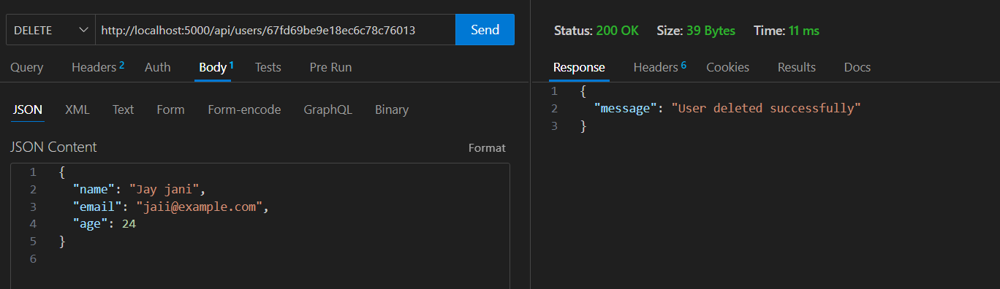 DELETE http://localhost:5000/api/users/67fd69be9e18ec6c78c76013 Send
Query Headers 2 Auth Body 1 Tests Pre Run
JSON XML Text Form Form-encode GraphQL Binary
JSON Content Format
1 {
2 "name": "Jay jani",
3 "email": "jaii@example.com",
4 "age": 24
5 }
6
Status: 200 OK Size: 39 Bytes Time: 11 ms
Response Headers 6 Cookies Results Docs
1 {
2 "message": "User deleted successfully"
3 }